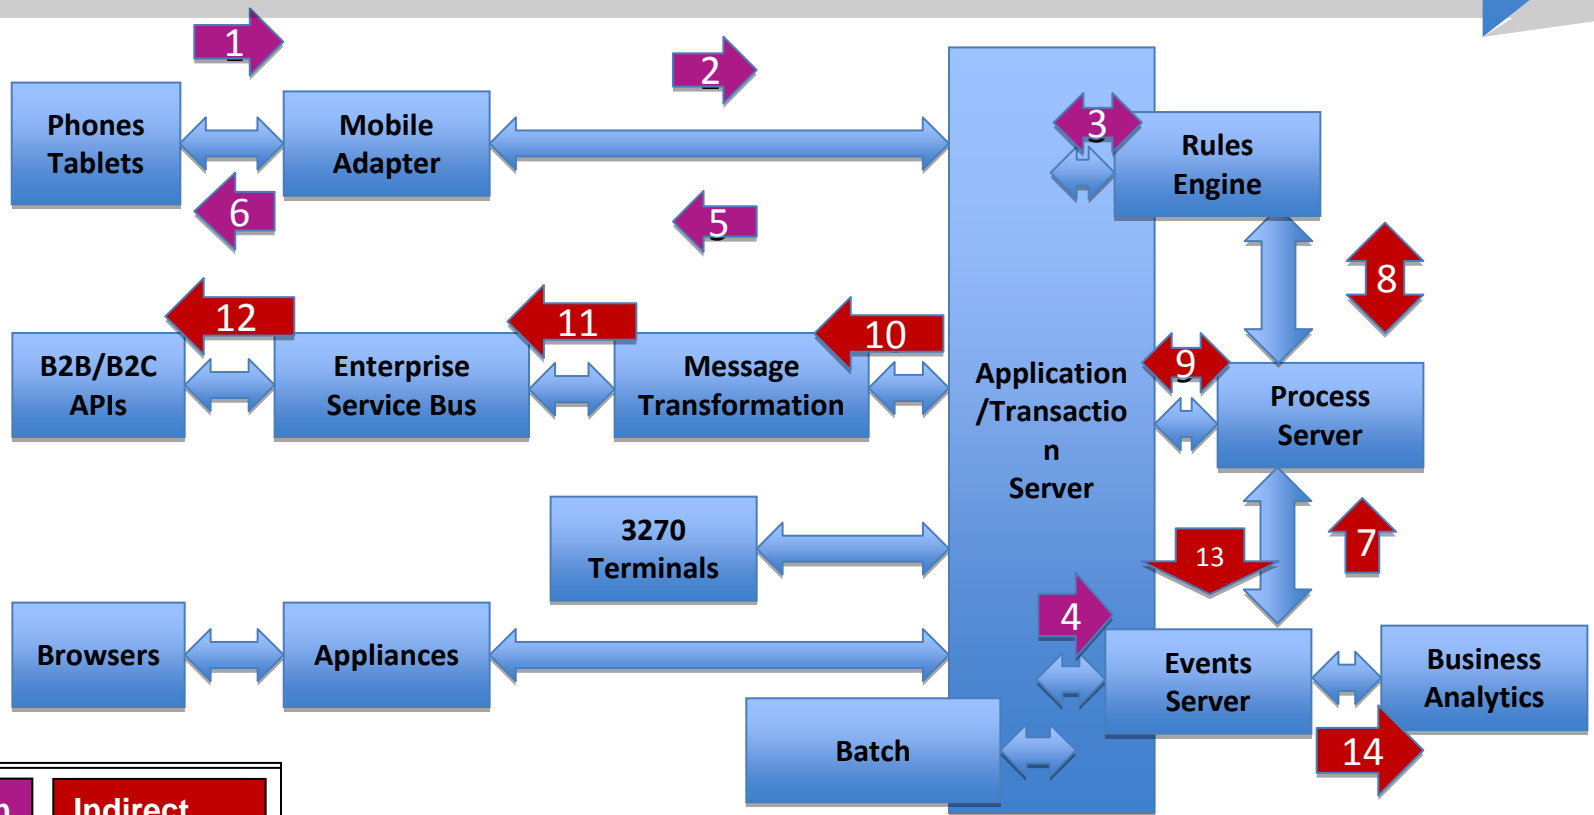 1
2
Phones
Tablets
Mobile
Adapter
3
Rules
Engine
6
5
8
12
11
10
B2B/B2C
APIs
Enterprise
Service Bus
Message
Transformation
Application
/Transactio
n
Server
9
Process
Server
3270
Terminals
13
7
4
Browsers
Appliances
Events
Server
Business
Analytics
Batch
14
Indirect